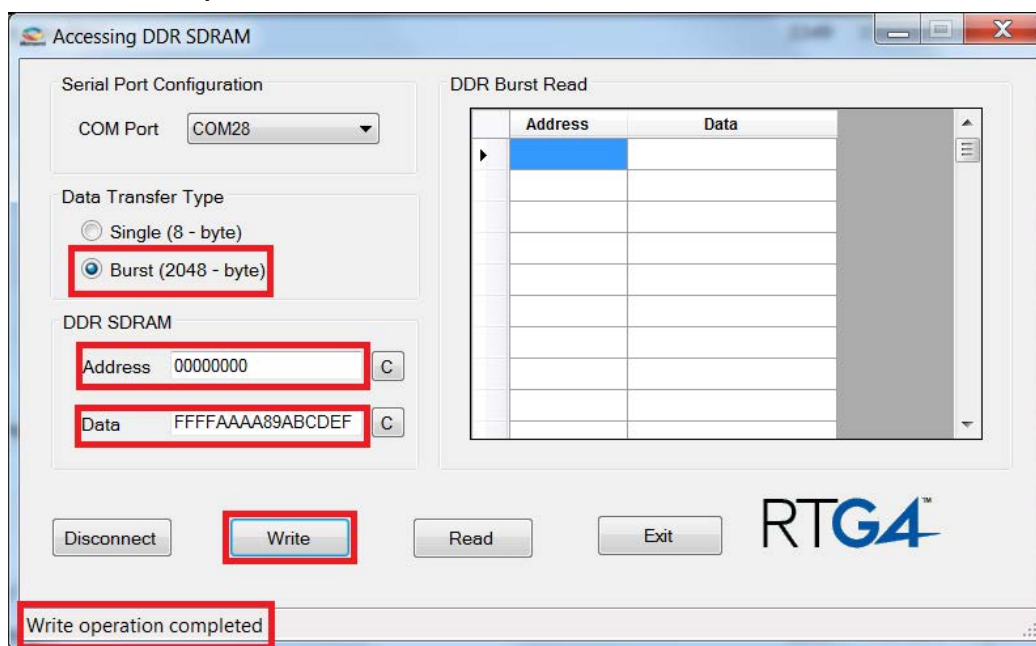 Accessing DDR SDRAM
Serial Port Configuration
COM Port COM28
Data Transfer Type
Single (8 - byte)
Burst (2048 - byte)
DDR SDRAM
Address 00000000 C
Data FFFFAAAA89ABCDEF C
DDR Burst Read
Address Data
Disconnect Write Read Exit
RTG4™
Write operation completed